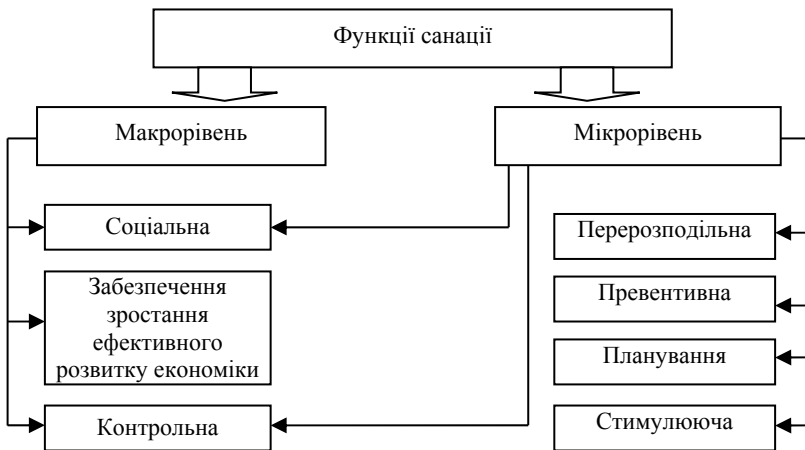 Функції санації
Макрорівень
Мікрорівень
Соціальна
Перерозподільна
Забезпечення
зростання
ефективного
розвитку економіки
Превентивна
Планування
Контрольна
Стимулююча